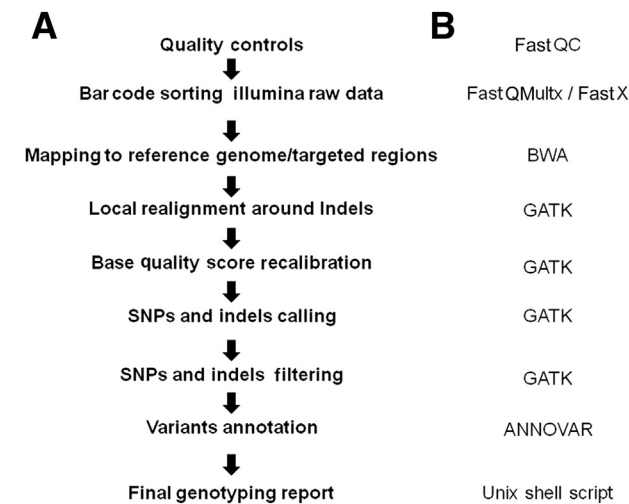 A
B
Quality controls
FastQC
Barcode sorting illumina raw data
FastQMultx / FastX
Mapping to reference genome/targeted regions
BWA
Local realignment around Indels
GATK
Base quality score recalibration
GATK
SNPs and indels calling
GATK
SNPs and indels filtering
GATK
Variants annotation
ANNOVAR
Final genotyping report
Unix shell script